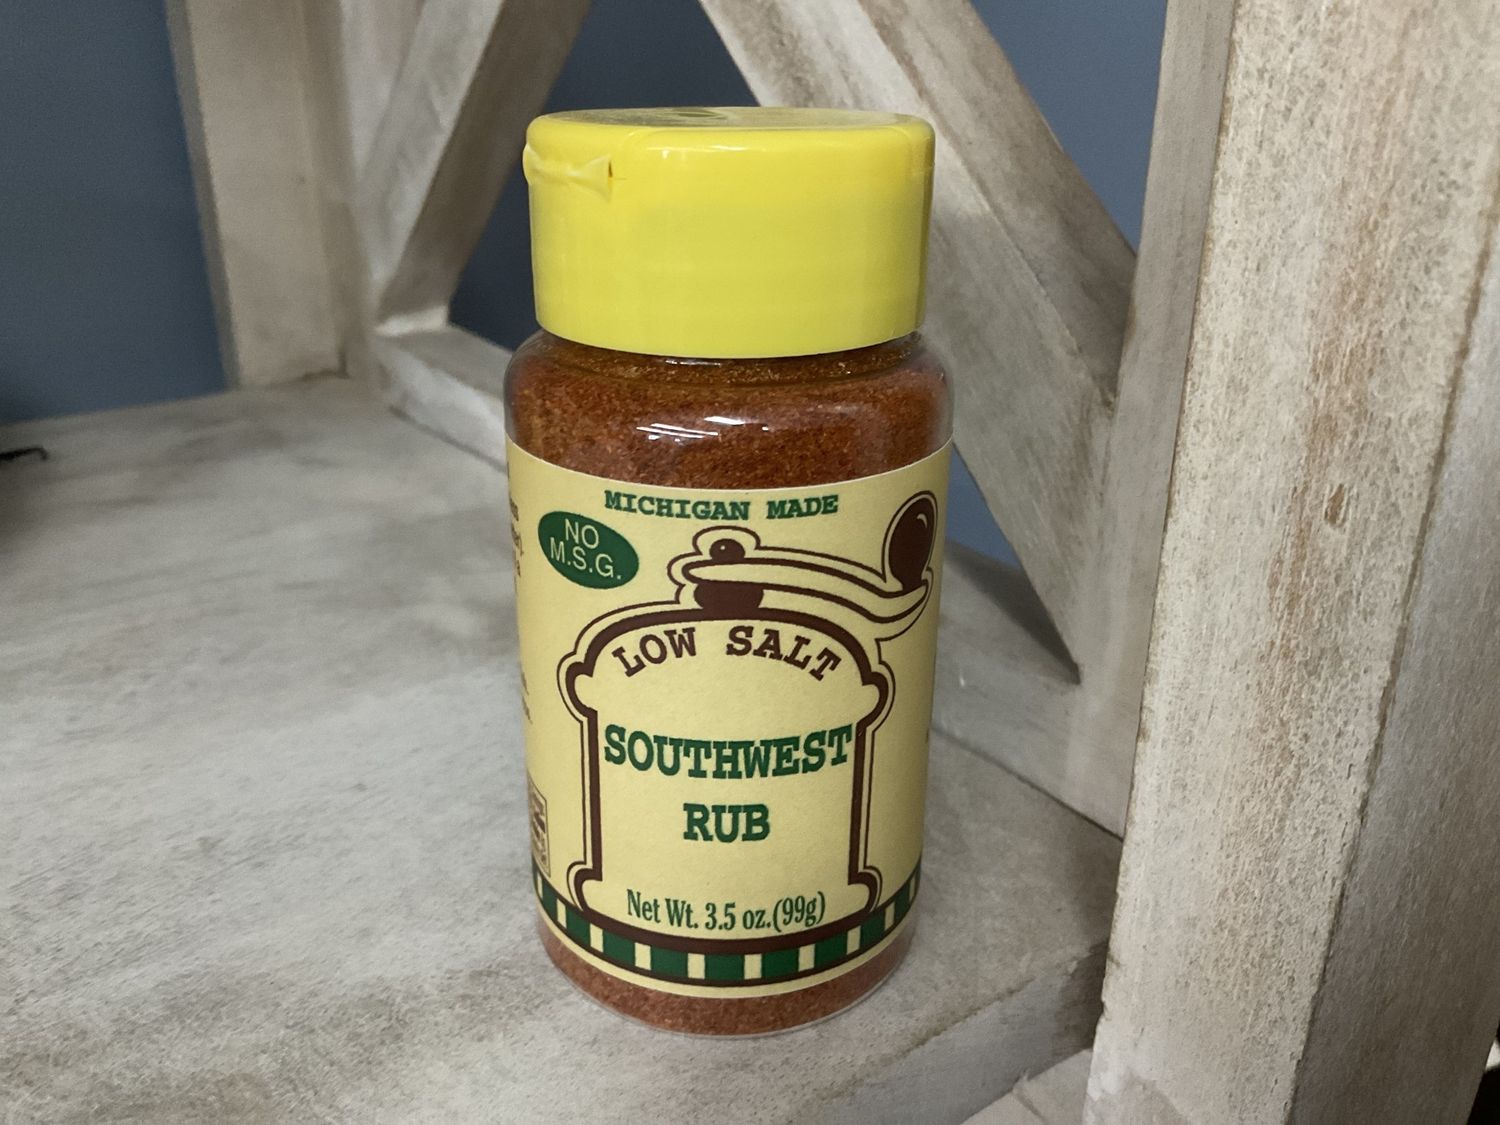 MICHIGAN MADE
NO
M.S.G.
LOW SALT
SOUTHWEST
RUB
Net Wt. 3.5 oz.(99g)